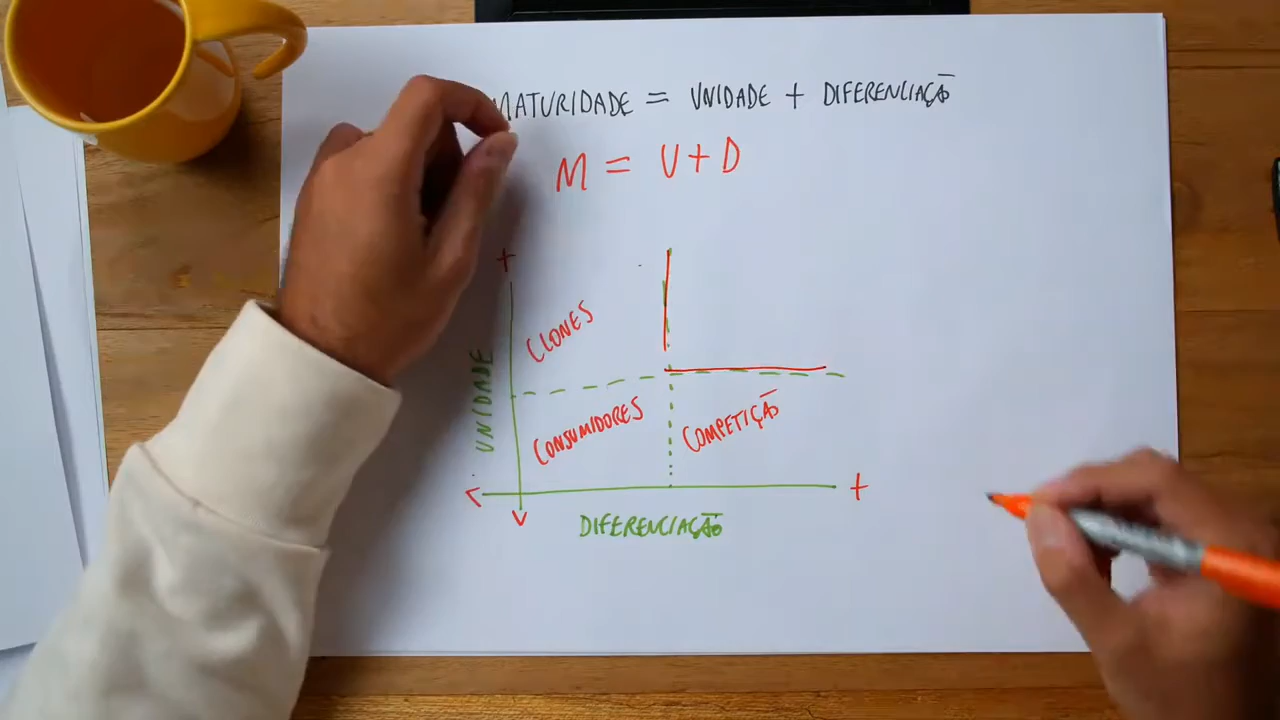 MATURIDADE = UNIDADE + DIFERENCIAÇÃO
M = U + D
+
CLONES
UNIDADE
CONSUMIDORES
COMPETIÇÃO
+
DIFERENCIAÇÃO